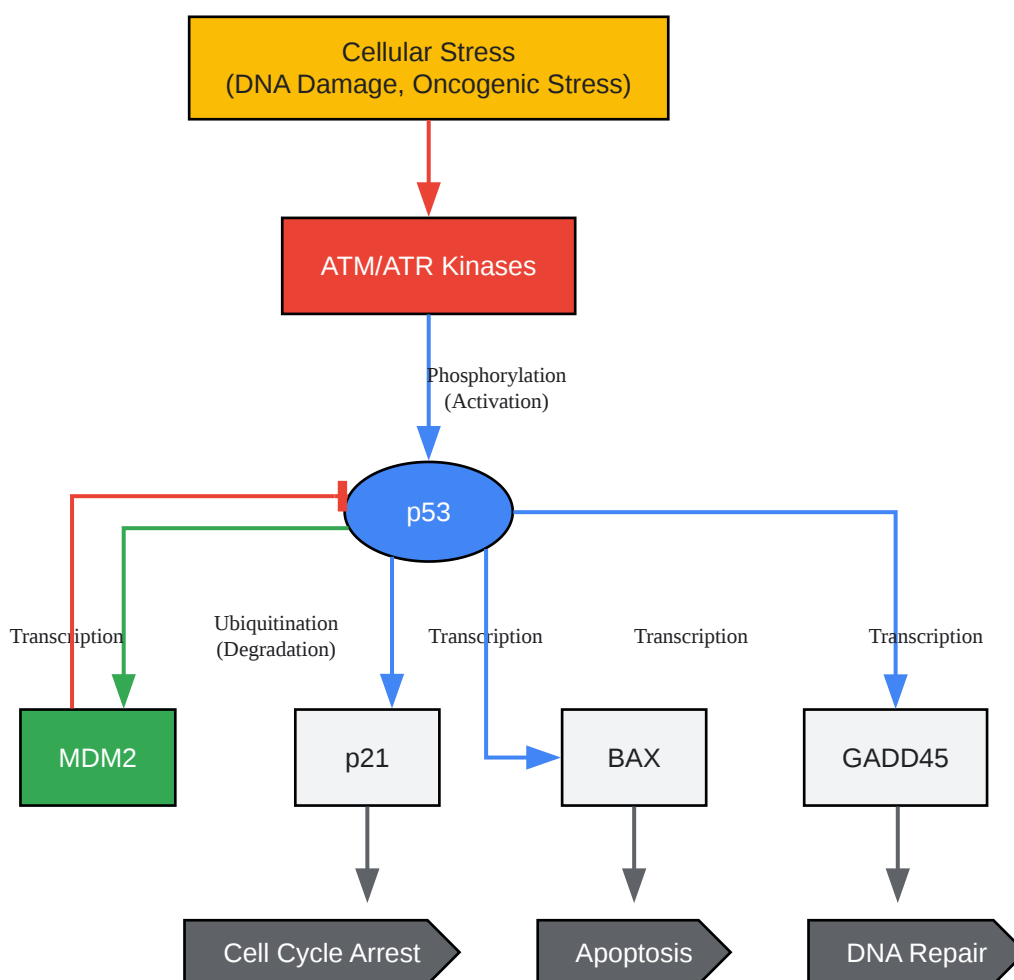 Cellular Stress
(DNA Damage, Oncogenic Stress)
ATM/ATR Kinases
Phosphorylation
(Activation)
p53
Transcription
Ubiquitination
(Degradation)
Transcription
Transcription
Transcription
MDM2
p21
BAX
GADD45
Cell Cycle Arrest
Apoptosis
DNA Repair